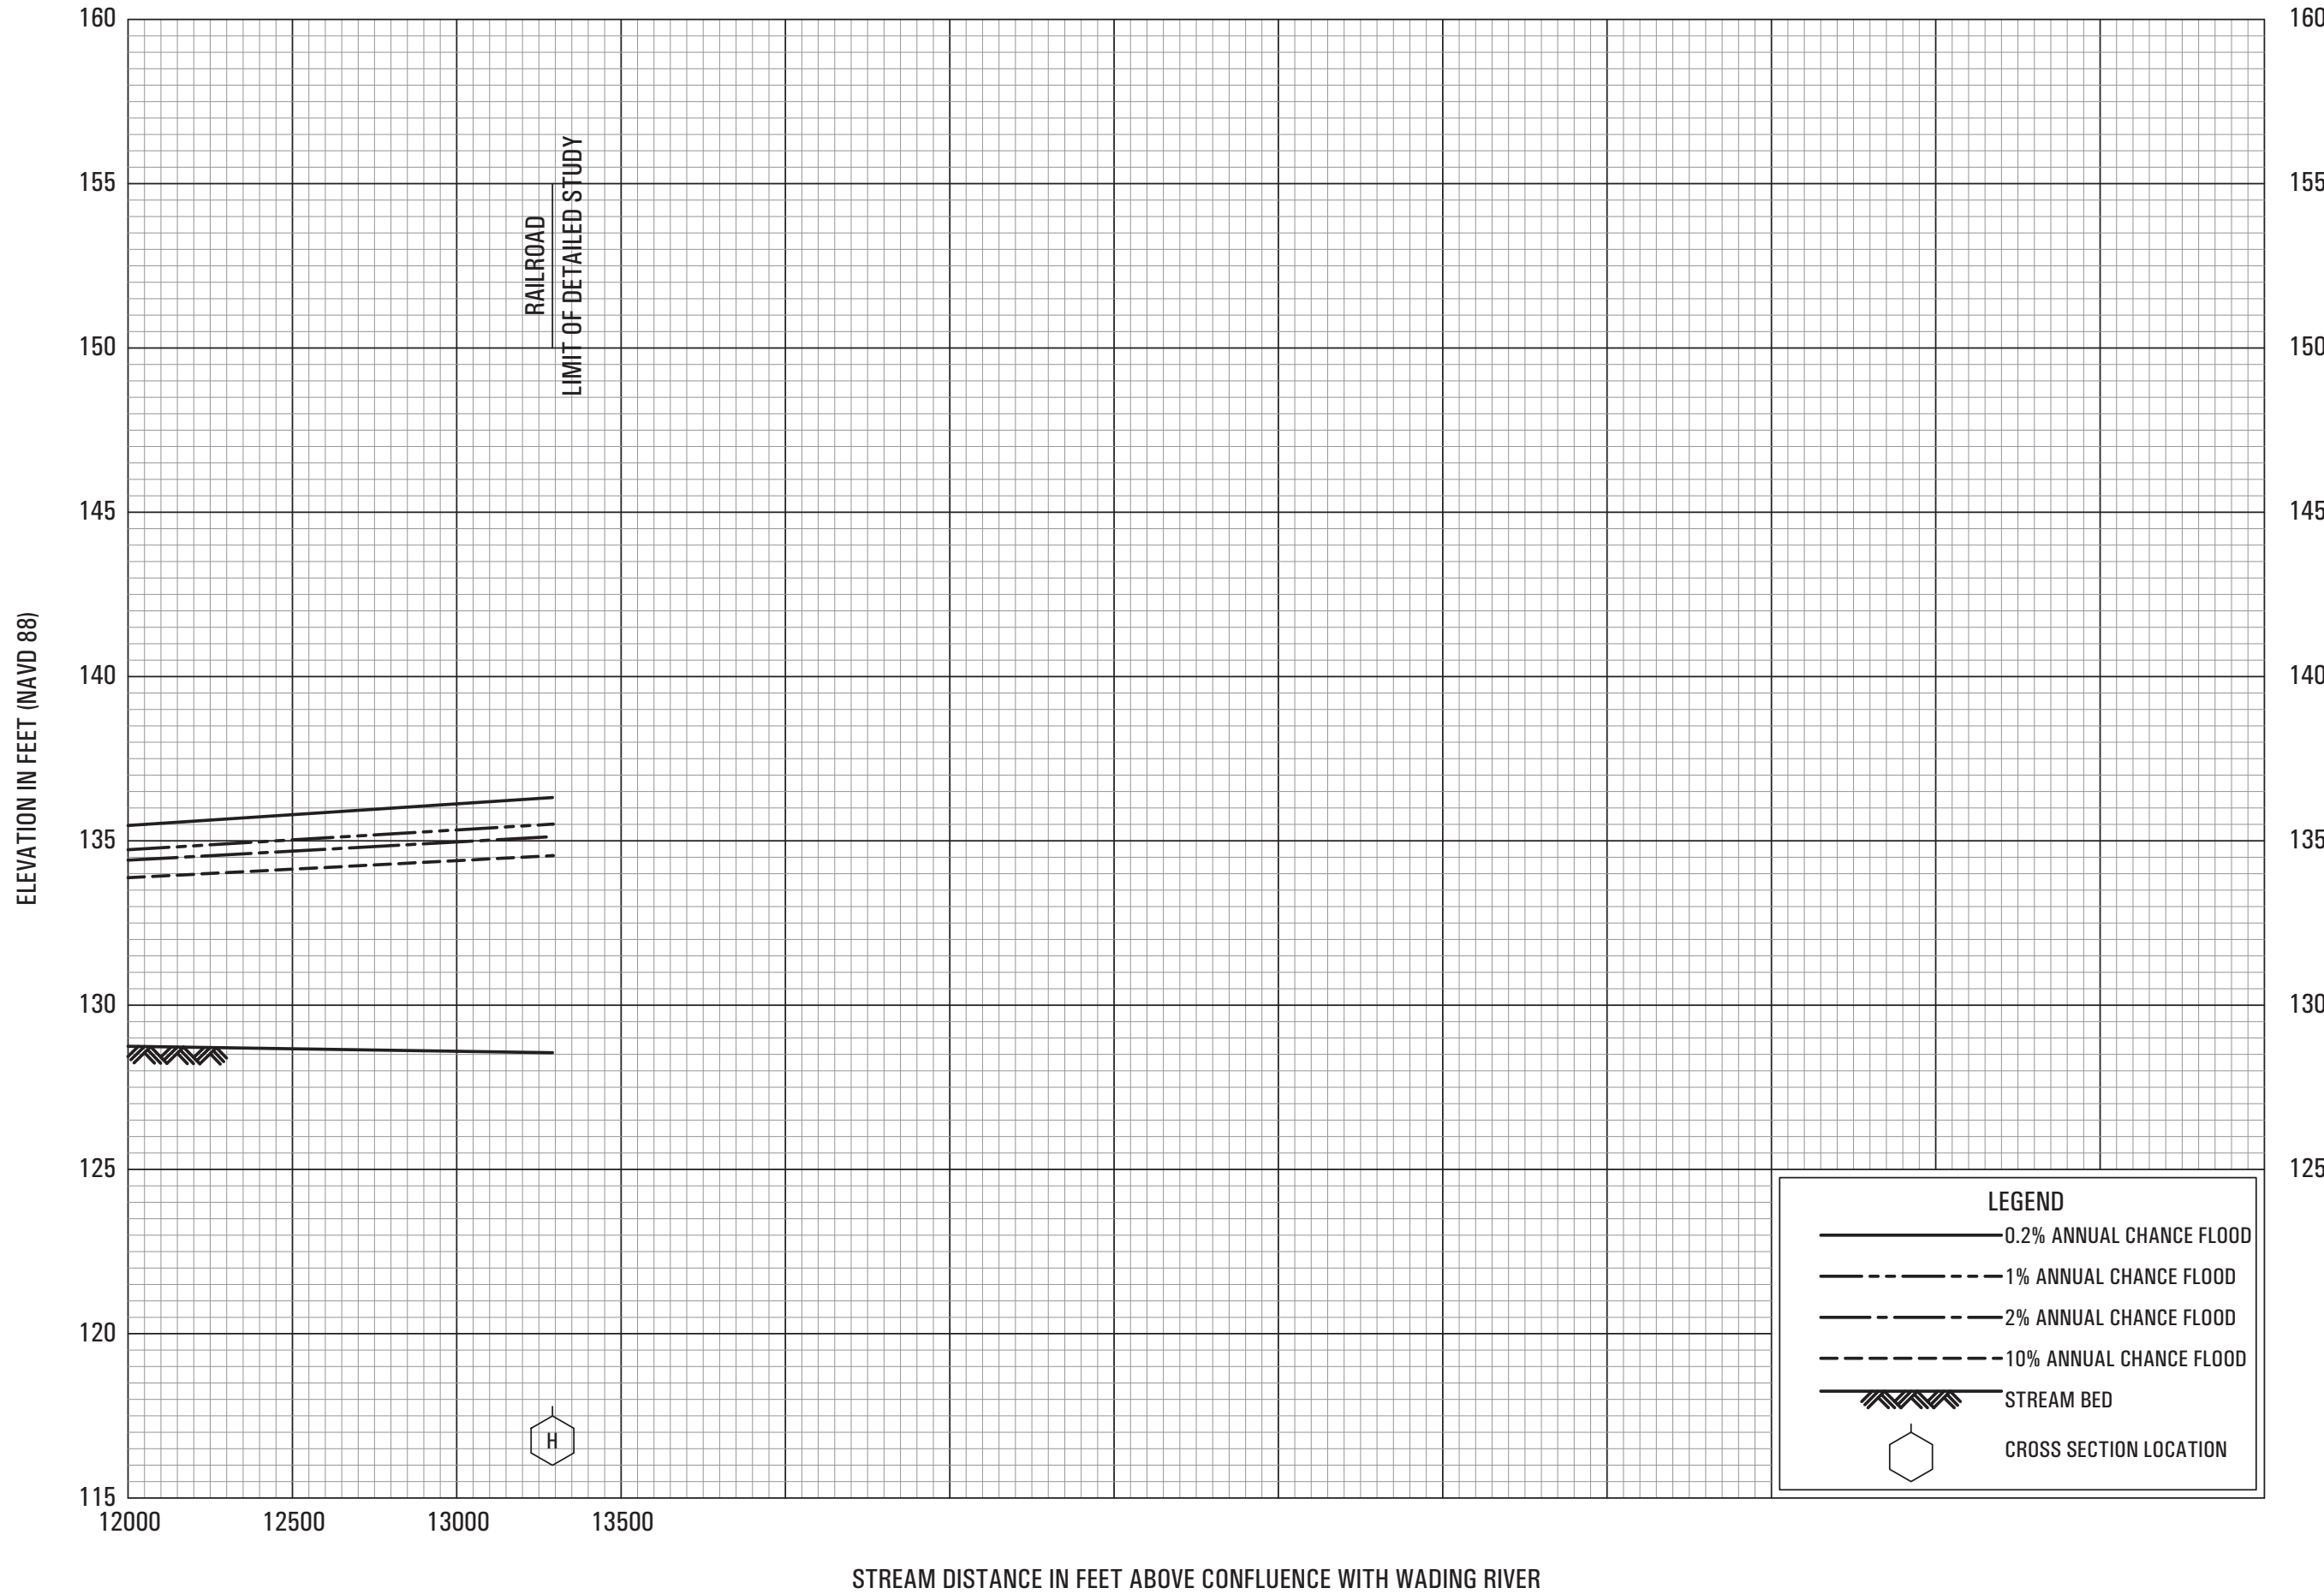 160
160
155
155
150
150
145
145
140
140
135
135
130
130
125
125
120
115
ELEVATION IN FEET (NAVD 88)
RAILROAD
LIMIT OF DETAILED STUDY
H
12000
12500
13000
13500
STREAM DISTANCE IN FEET ABOVE CONFLUENCE WITH WADING RIVER
LEGEND
0.2% ANNUAL CHANCE FLOOD
1% ANNUAL CHANCE FLOOD
2% ANNUAL CHANCE FLOOD
10% ANNUAL CHANCE FLOOD
STREAM BED
CROSS SECTION LOCATION